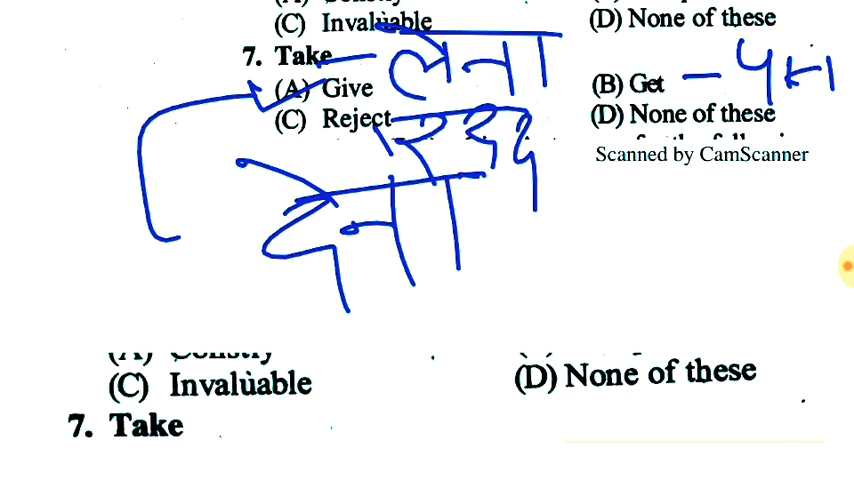 (C) Invaluable (D) None of these
7. Take लेना
(A) Give (B) Get
(C) Reject रद्द (D) None of these
Scanned by CamScanner
देना
(C) Invaluable (D) None of these
7. Take